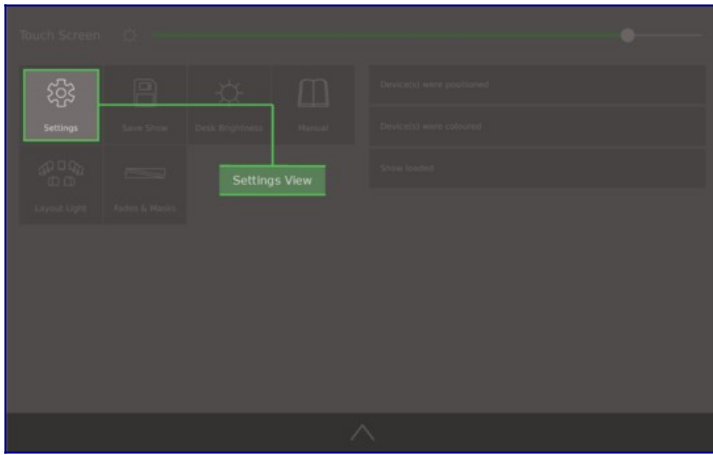 Touch Screen
Settings
Save Show
Desk Brightness
Manual
Layout Light
Fades & Masks
Settings View
Device(s) were positioned
Device(s) were coloured
Show loaded